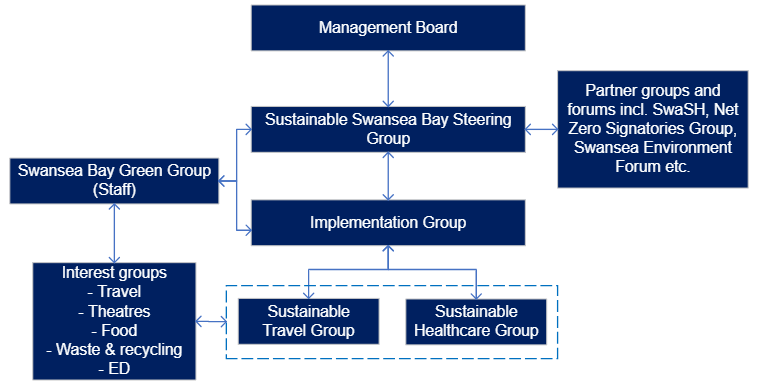 Management Board
Sustainable Swansea Bay Steering
Group
Partner groups and
forums incl. SwaSH, Net
Zero Signatories Group,
Swansea Environment
Forum etc.
Swansea Bay Green Group
(Staff)
Implementation Group
Interest groups
- Travel
- Theatres
- Food
- Waste & recycling
- ED
Sustainable
Travel Group
Sustainable
Healthcare Group